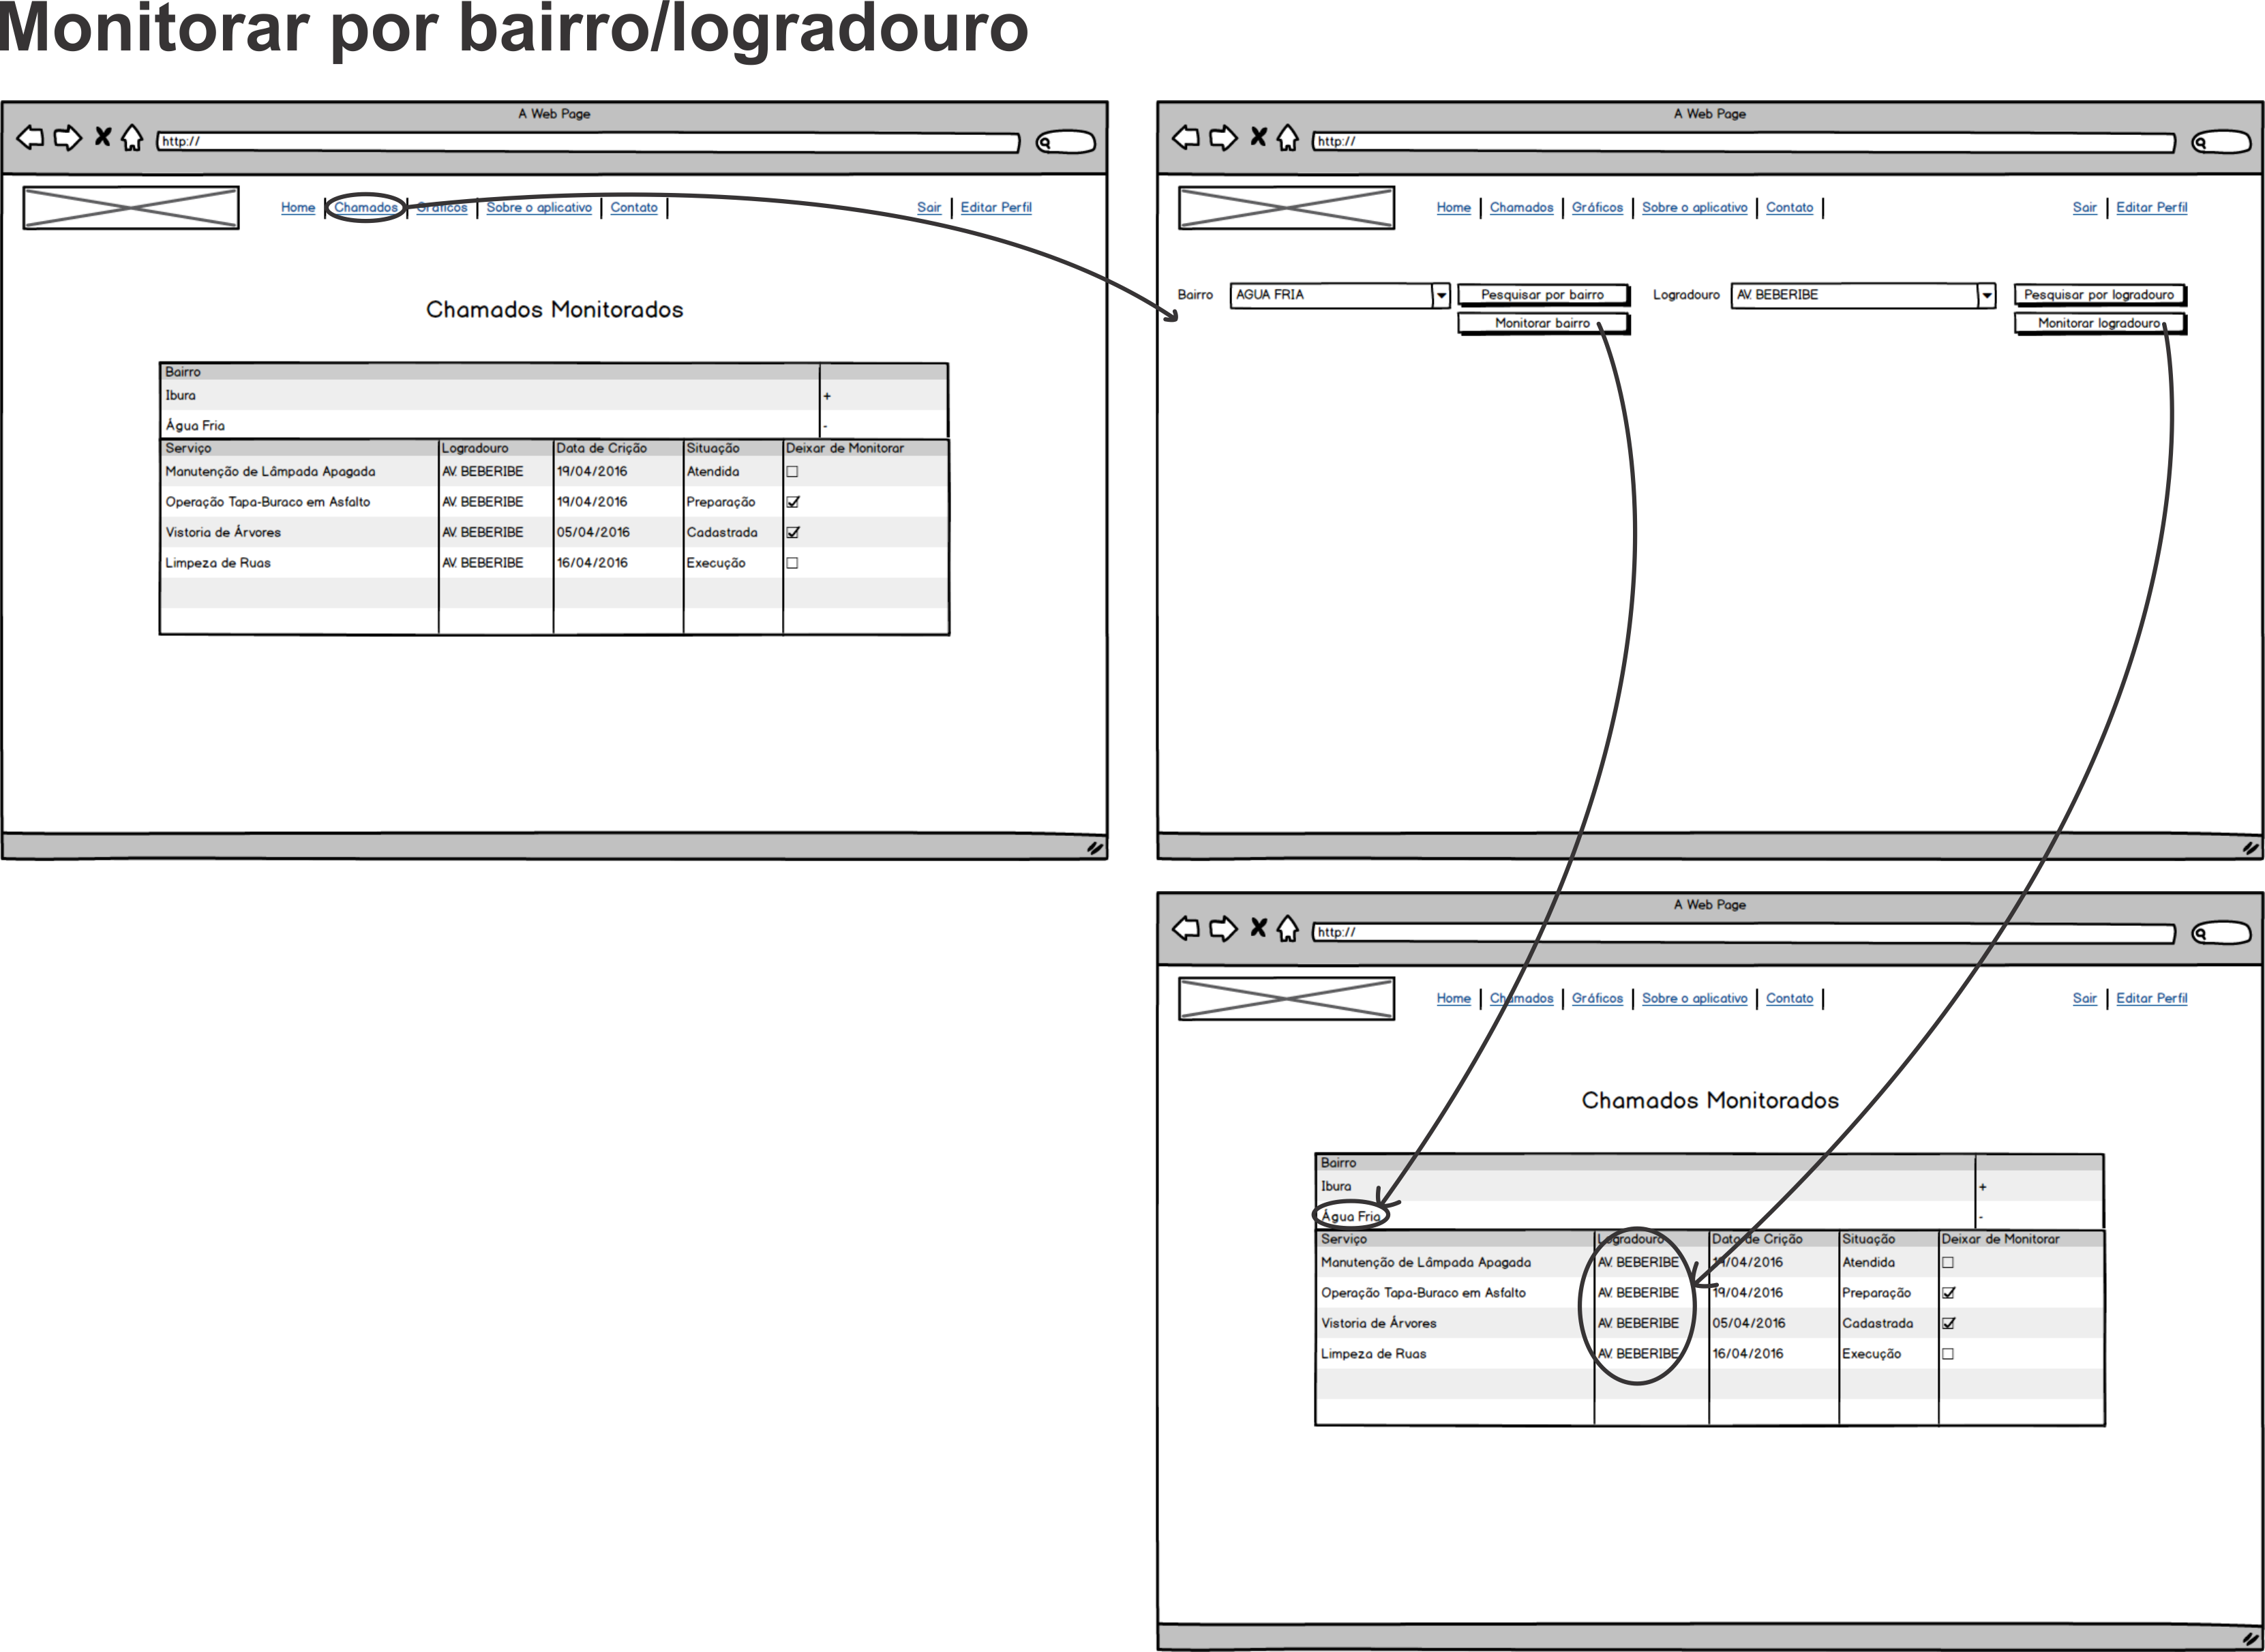 Monitorar por bairro/logradouro
A Web Page
http://
Home Chamados Gráficos Sobre o aplicativo Contato Sair Editar Perfil
Chamados Monitorados
Bairro
Ibura +
Água Fria -
Serviço Logradouro Data de Crição Situação Deixar de Monitorar
Manutenção de Lâmpada Apagada AV. BEBERIBE 19/04/2016 Atendida
Operação Tapa-Buraco em Asfalto AV. BEBERIBE 19/04/2016 Preparação
Vistoria de Árvores AV. BEBERIBE 05/04/2016 Cadastrada
Limpeza de Ruas AV. BEBERIBE 16/04/2016 Execução
A Web Page
http://
Home Chamados Gráficos Sobre o aplicativo Contato Sair Editar Perfil
Bairro AGUA FRIA Pesquisar por bairro Logradouro AV. BEBERIBE Pesquisar por logradouro
Monitorar bairro Monitorar logradouro
A Web Page
http://
Home Chamados Gráficos Sobre o aplicativo Contato Sair Editar Perfil
Chamados Monitorados
Bairro
Ibura +
Água Fria -
Serviço Logradouro Data de Crição Situação Deixar de Monitorar
Manutenção de Lâmpada Apagada AV. BEBERIBE 19/04/2016 Atendida
Operação Tapa-Buraco em Asfalto AV. BEBERIBE 19/04/2016 Preparação
Vistoria de Árvores AV. BEBERIBE 05/04/2016 Cadastrada
Limpeza de Ruas AV. BEBERIBE 16/04/2016 Execução